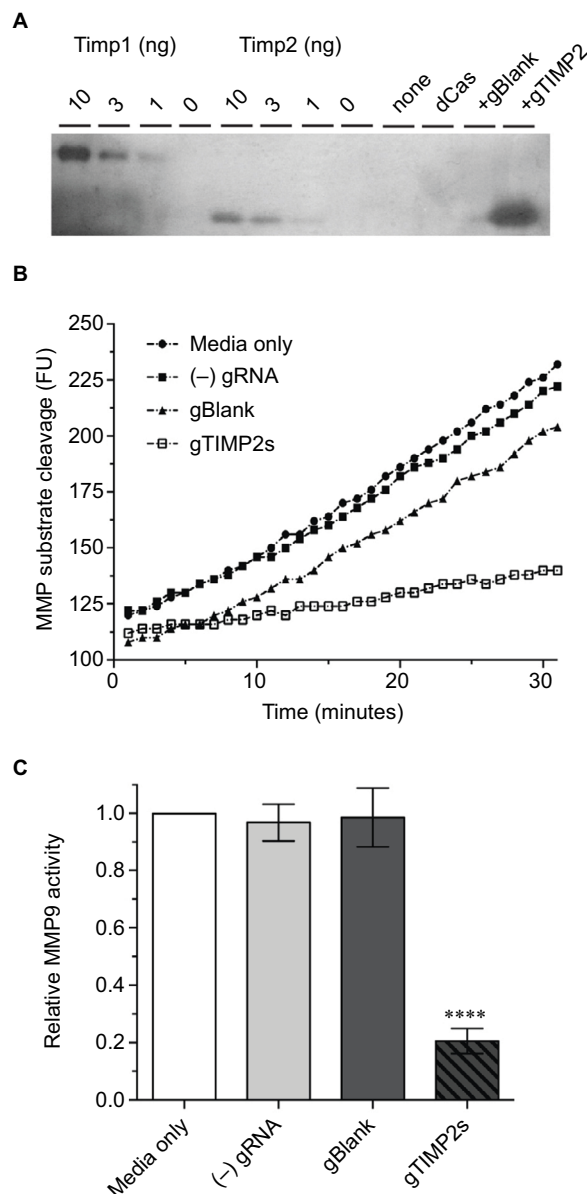 A
Timp1 (ng) Timp2 (ng)
10 3 1 0 10 3 1 0 none dCas +gBlank +gTIMP2
B
MMP substrate cleavage (FU)
250
225
200
175
150
125
100
Media only
(–) gRNA
gBlank
gTIMP2s
0 10 20 30
Time (minutes)
C
Relative MMP9 activity
1.0
0.8
0.6
0.4
0.2
0
****
Media only (–) gRNA gBlank gTIMP2s